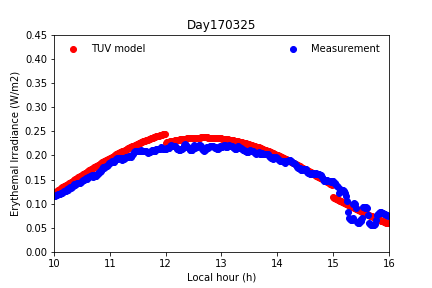 Day170325
TUV model
Measurement
Erythemal Irradiance (W/m2)
0.45
0.40
0.35
0.30
0.25
0.20
0.15
0.10
0.05
0.00
10 11 12 13 14 15 16
Local hour (h)